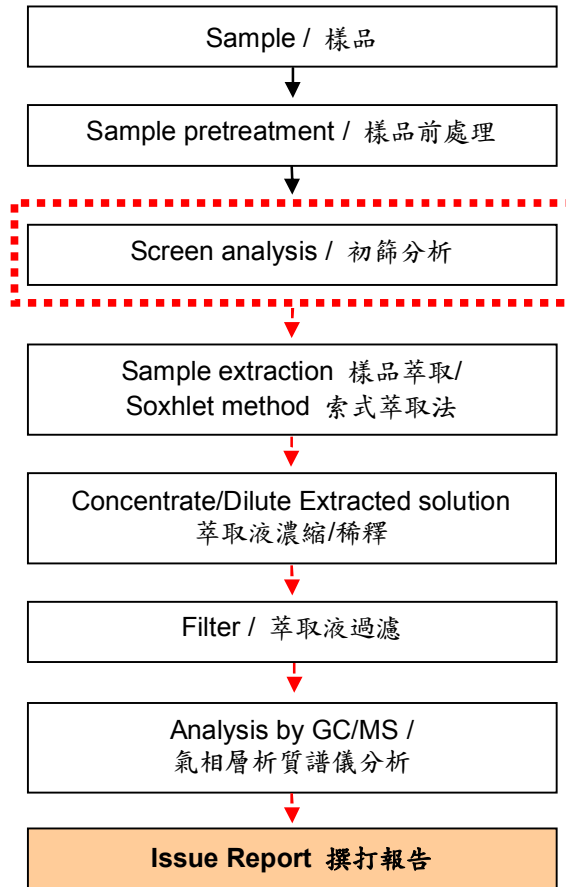 Sample / 樣品
Sample pretreatment / 樣品前處理
Screen analysis / 初篩分析
Sample extraction 樣品萃取/
Soxhlet method 索式萃取法
Concentrate/Dilute Extracted solution
萃取液濃縮/稀釋
Filter / 萃取液過濾
Analysis by GC/MS /
氣相層析質譜儀分析
Issue Report 撰打報告